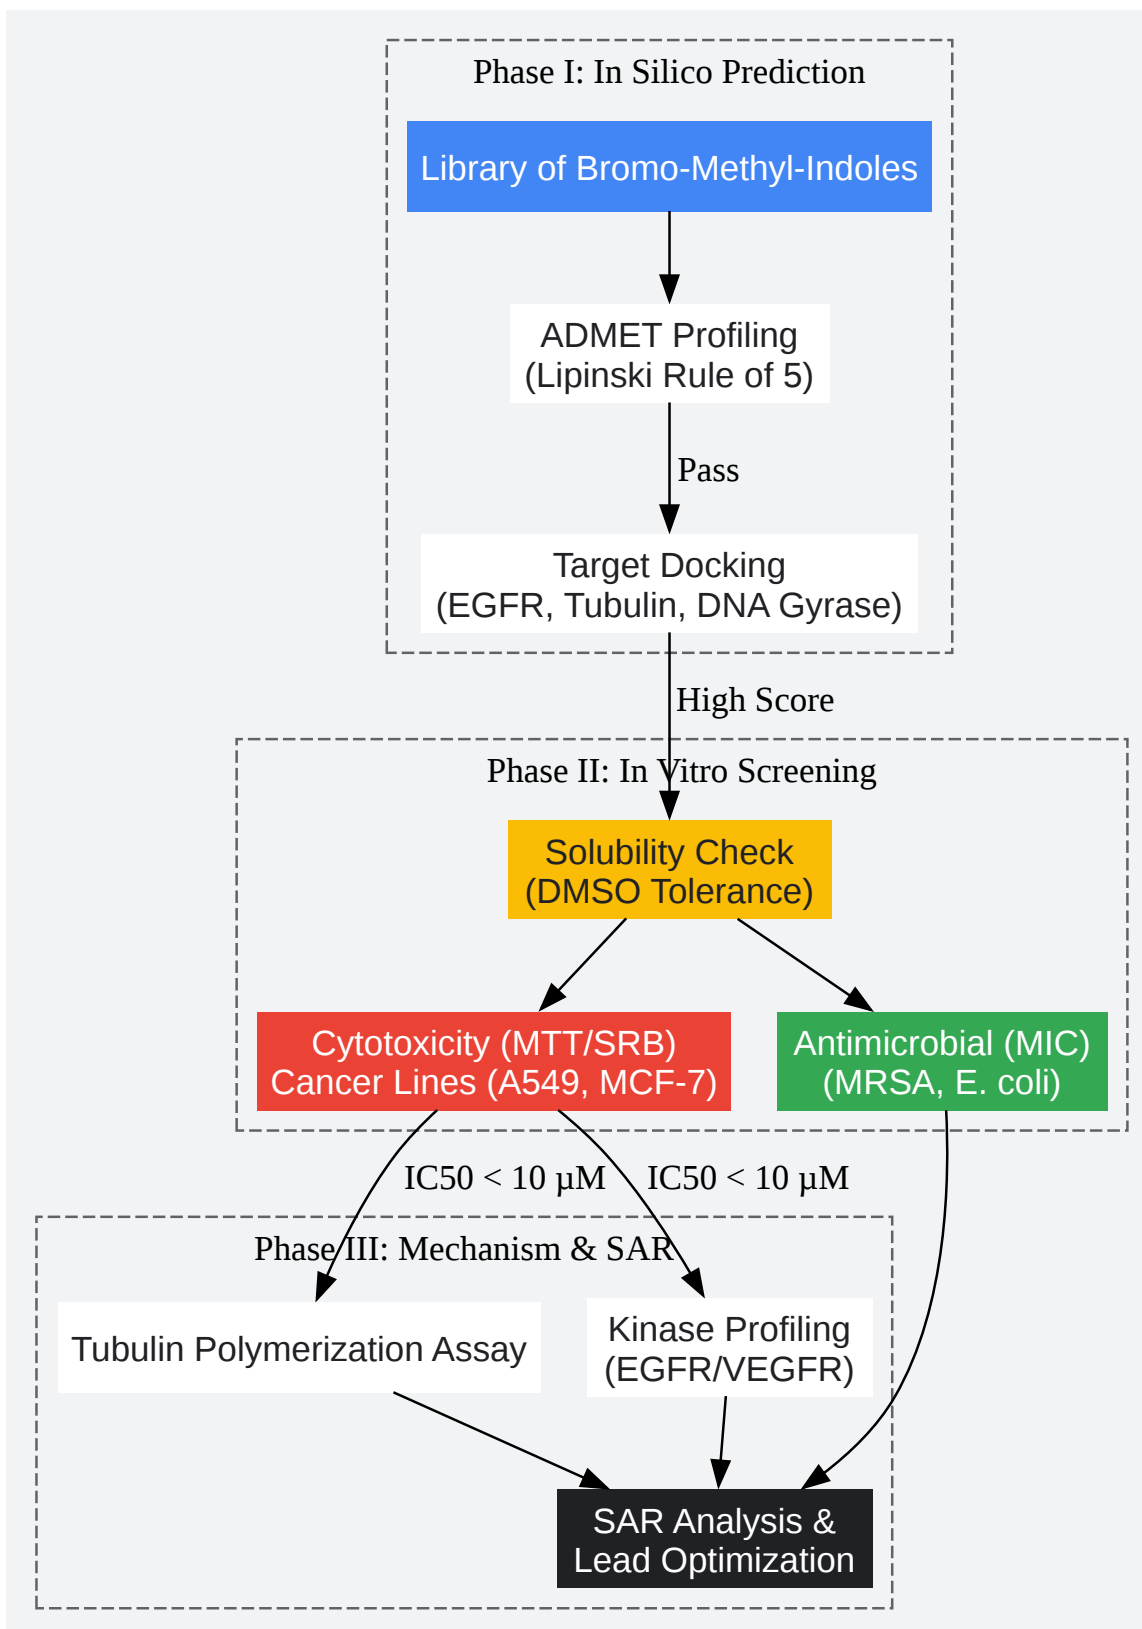 Phase I: In Silico Prediction
Library of Bromo-Methyl-Indoles
ADMET Profiling
(Lipinski Rule of 5)
Pass
Target Docking
(EGFR, Tubulin, DNA Gyrase)
High Score
Phase II: In Vitro Screening
Solubility Check
(DMSO Tolerance)
Cytotoxicity (MTT/SRB)
Cancer Lines (A549, MCF-7)
Antimicrobial (MIC)
(MRSA, E. coli)
IC50 < 10 µM
IC50 < 10 µM
Phase III: Mechanism & SAR
Tubulin Polymerization Assay
Kinase Profiling
(EGFR/VEGFR)
SAR Analysis &
Lead Optimization